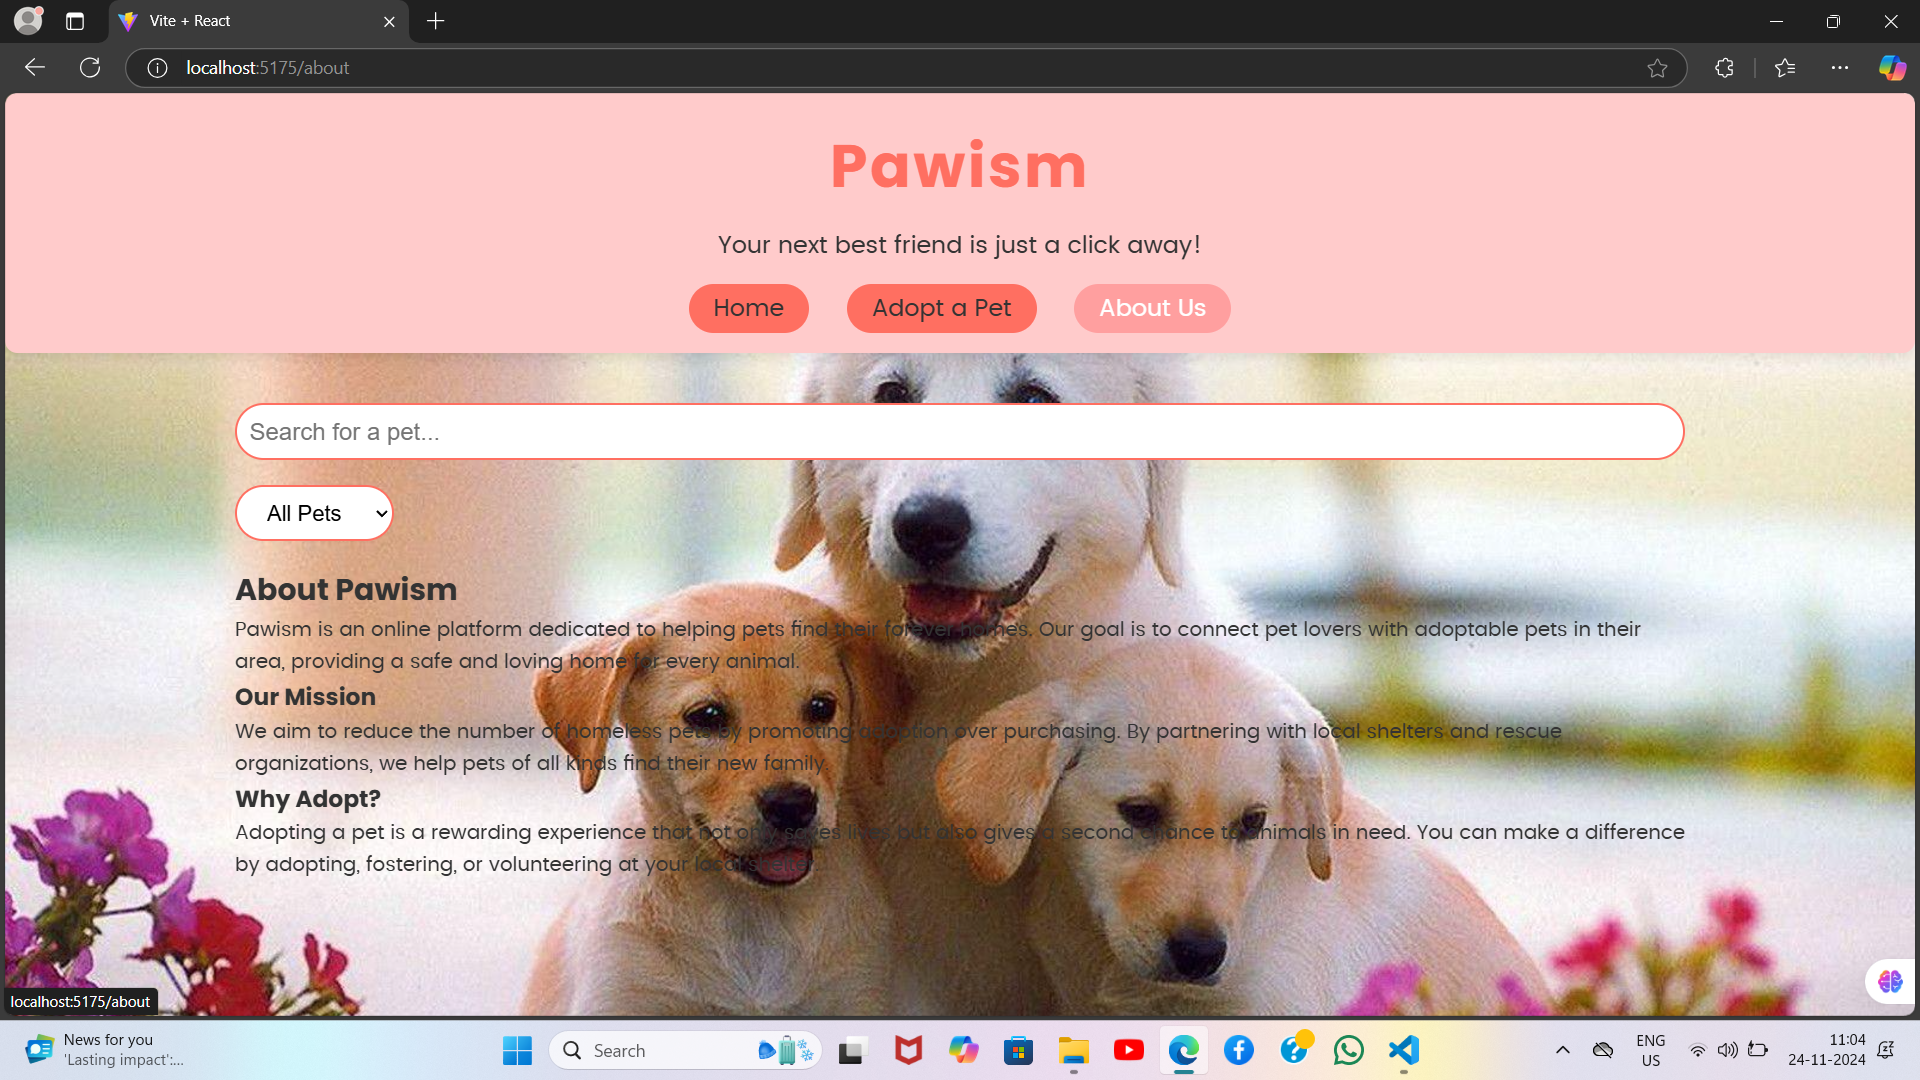 Vite + React
localhost:5175/about
Pawism
Your next best friend is just a click away!
Home
Adopt a Pet
About Us
Search for a pet...
All Pets
About Pawism
Pawism is an online platform dedicated to helping pets find their forever homes. Our goal is to connect pet lovers with adoptable pets in their
area, providing a safe and loving home for every animal.
Our Mission
We aim to reduce the number of homeless pets by promoting adoption over purchasing. By partnering with local shelters and rescue
organizations, we help pets of all kinds find their new family.
Why Adopt?
Adopting a pet is a rewarding experience that not only saves lives but also gives a second chance to animals in need. You can make a difference
by adopting, fostering, or volunteering at your local shelter.
localhost:5175/about
News for you
'Lasting impact':...
Search
ENG
US
11:04
24-11-2024